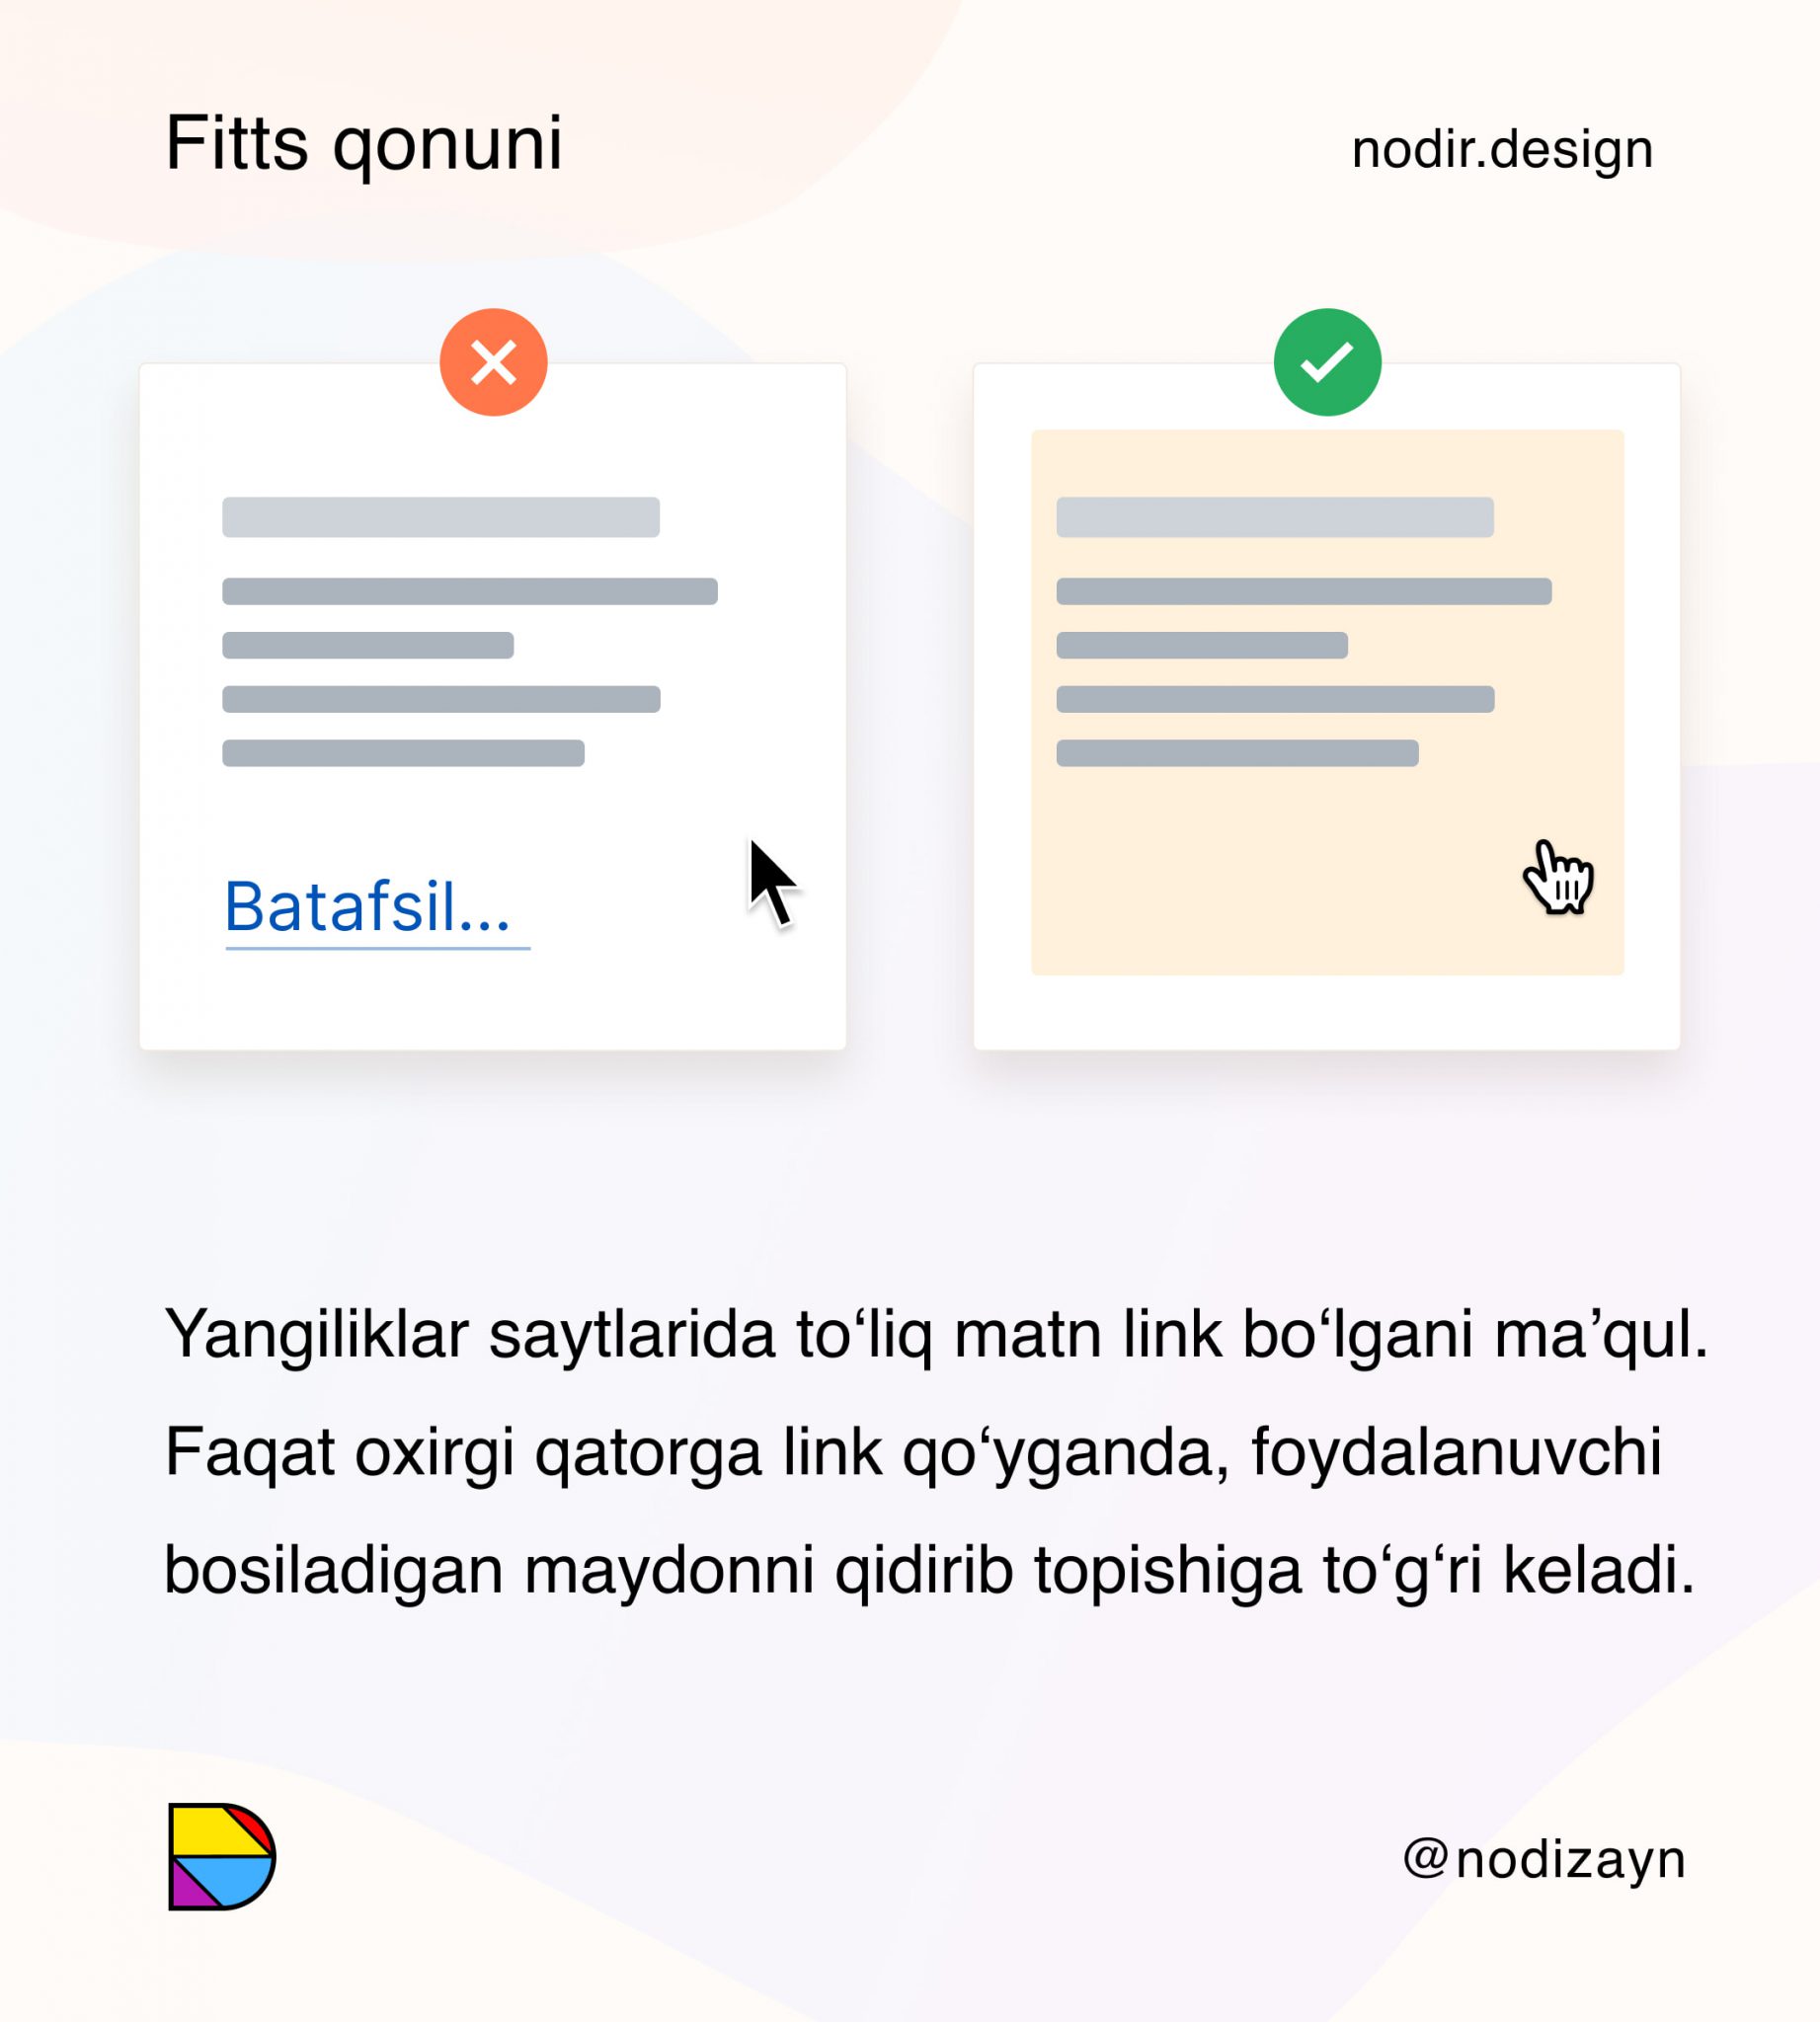 Fitts qonuni
nodir.design
Batafsil...
Yangiliklar saytlarida to‘liq matn link bo‘lgani ma’qul.
Faqat oxirgi qatorga link qo‘yganda, foydalanuvchi
bosiladigan maydonni qidirib topishiga to‘g‘ri keladi.
@nodizayn